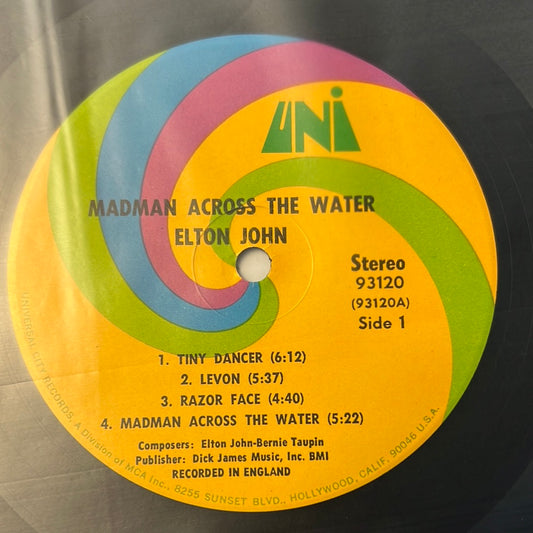 UNI
MADMAN ACROSS THE WATER
ELTON JOHN
Stereo
93120
(93120A)
Side 1
1. TINY DANCER (6:12)
2. LEVON (5:37)
3. RAZOR FACE (4:40)
4. MADMAN ACROSS THE WATER (5:22)
Composers: Elton John-Bernie Taupin
Publisher: Dick James Music, Inc. BMI
RECORDED IN ENGLAND
UNIVERSAL CITY RECORDS, A Division of MCA Inc., 8255 SUNSET BLVD., HOLLYWOOD, CALIF. 90046 U.S.A.